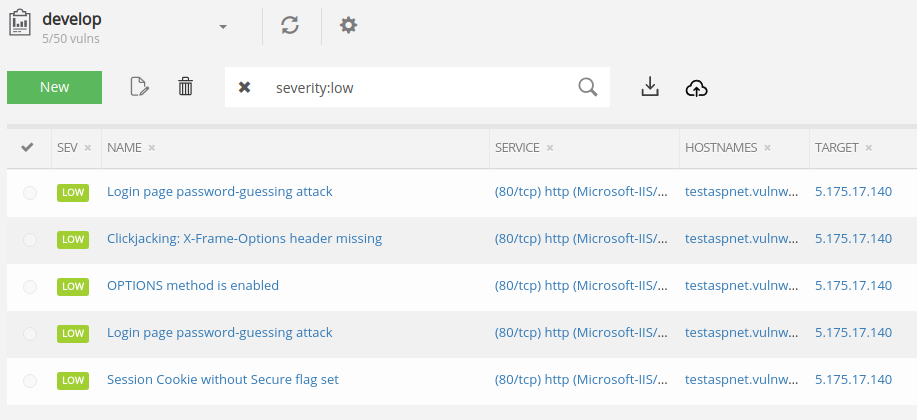 develop
5/50 vulns
New
severity:low
SEV NAME SERVICE HOSTNAMES TARGET
LOW Login page password-guessing attack (80/tcp) http (Microsoft-IIS/... testaspnet.vulnw... 5.175.17.140
LOW Clickjacking: X-Frame-Options header missing (80/tcp) http (Microsoft-IIS/... testaspnet.vulnw... 5.175.17.140
LOW OPTIONS method is enabled (80/tcp) http (Microsoft-IIS/... testaspnet.vulnw... 5.175.17.140
LOW Login page password-guessing attack (80/tcp) http (Microsoft-IIS/... testaspnet.vulnw... 5.175.17.140
LOW Session Cookie without Secure flag set (80/tcp) http (Microsoft-IIS/... testaspnet.vulnw... 5.175.17.140